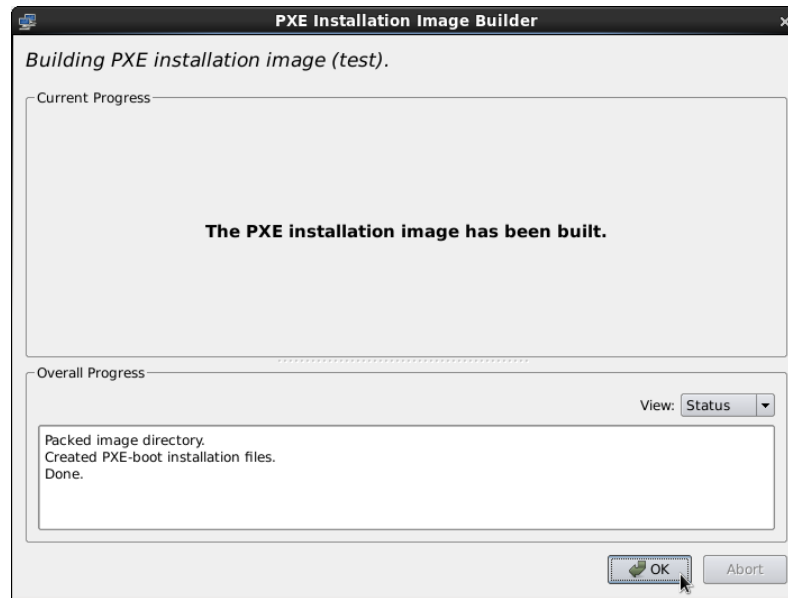 PXE Installation Image Builder
Building PXE installation image (test).
Current Progress
The PXE installation image has been built.
Overall Progress
View: Status
Packed image directory.
Created PXE-boot installation files.
Done.
OK Abort